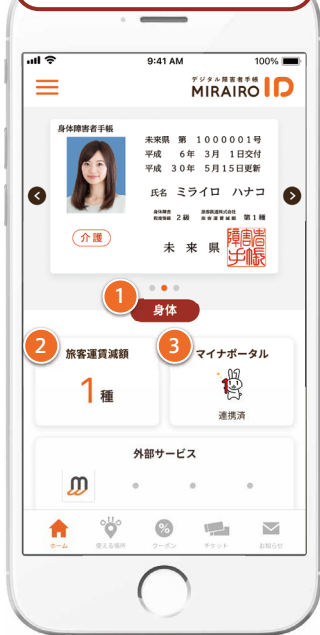 9:41 AM
100%
デジタル障害者手帳
MIRAIRO ID
身体障害者手帳
未来県 第 1000001号
平成 6年 3月 1日交付
平成 30年 5月15日更新
氏名 ミライロ ハナコ
身体障害
程度等級 2級 旅客鉄道株式会社
旅客運賃減額 第1種
介護
未来県
障害者
手帳
1
身体
2
旅客運賃減額
1種
3
マイナポータル
連携済
外部サービス
m
ホーム
使える場所
クーポン
チケット
お知らせ